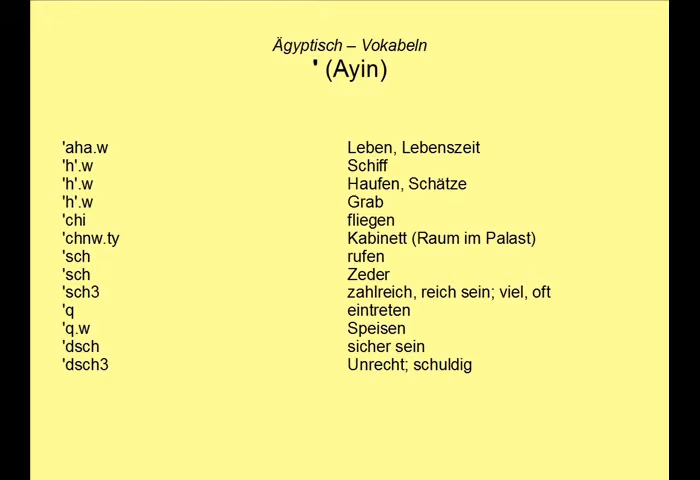 Ägyptisch – Vokabeln
' (Ayin)
'aha.w Leben, Lebenszeit
'h'.w Schiff
'h'.w Haufen, Schätze
'h'.w Grab
'chi fliegen
'chnw.ty Kabinett (Raum im Palast)
'sch rufen
'sch Zeder
'sch3 zahlreich, reich sein; viel, oft
'q eintreten
'q.w Speisen
'dsch sicher sein
'dsch3 Unrecht; schuldig